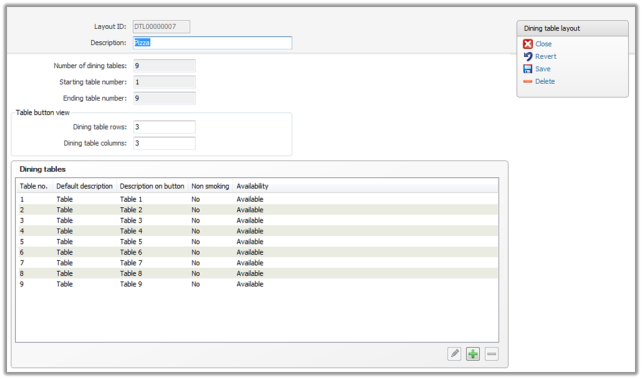 Layout ID: DTL00000007
Description: Pizza
Number of dining tables: 9
Starting table number: 1
Ending table number: 9
Table button view
Dining table rows: 3
Dining table columns: 3
Dining table layout
Close
Revert
Save
Delete
Dining tables
Table no. Default description Description on button Non smoking Availability
1 Table Table 1 No Available
2 Table Table 2 No Available
3 Table Table 3 No Available
4 Table Table 4 No Available
5 Table Table 5 No Available
6 Table Table 6 No Available
7 Table Table 7 No Available
8 Table Table 8 No Available
9 Table Table 9 No Available